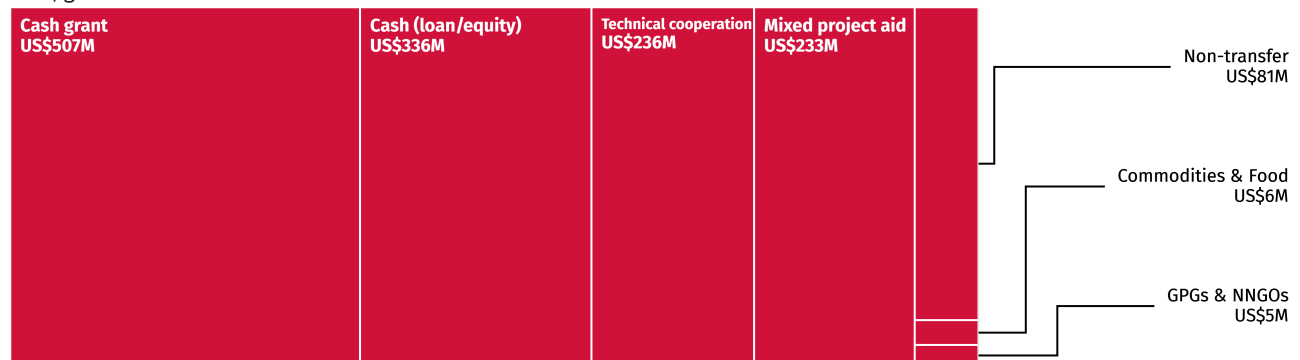 Cash grant
US$507M
Cash (loan/equity)
US$336M
Technical cooperation
US$236M
Mixed project aid
US$233M
Non-transfer
US$81M
Commodities & Food
US$6M
GPGs & NNGOs
US$5M